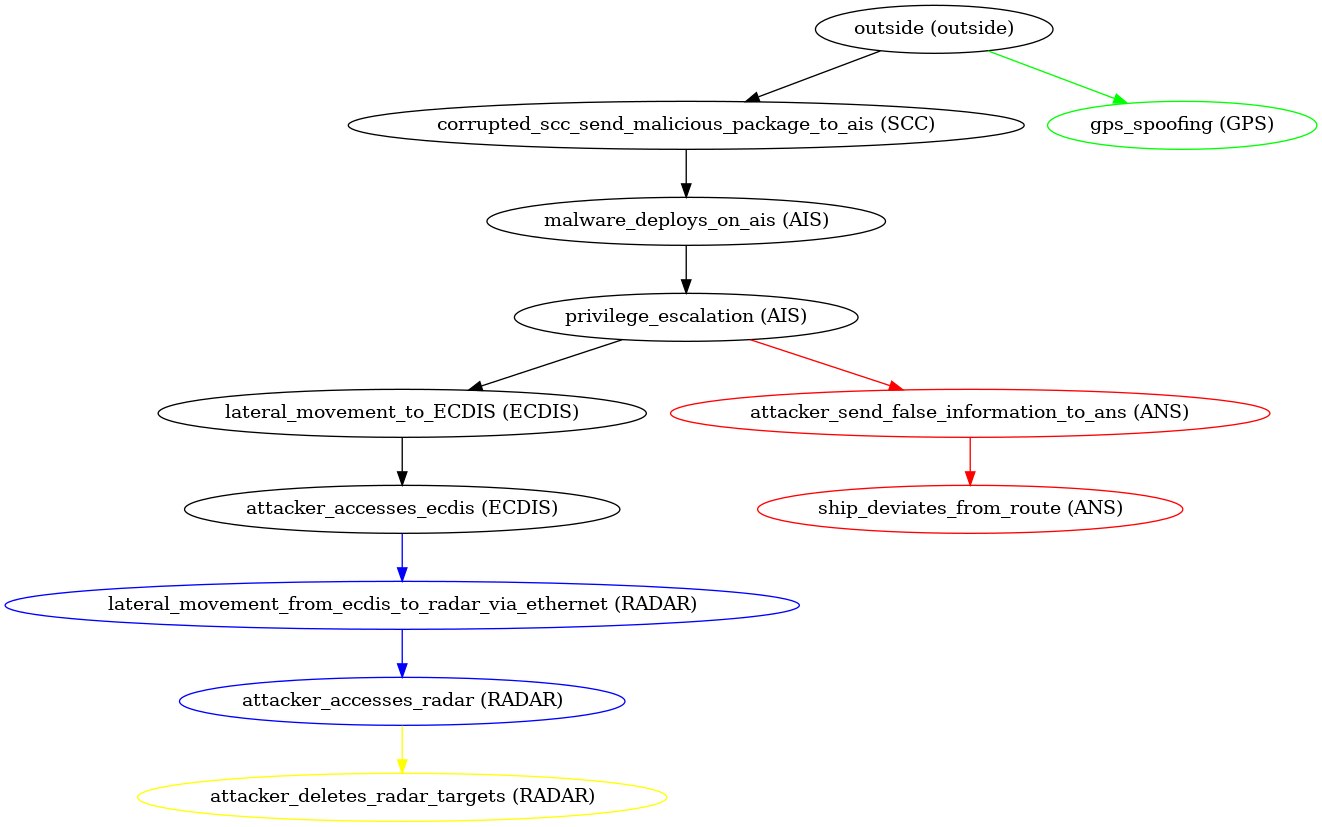 outside (outside)
corrupted_scc_send_malicious_package_to_ais (SCC)
gps_spoofing (GPS)
malware_deploys_on_ais (AIS)
privilege_escalation (AIS)
lateral_movement_to_ECDIS (ECDIS)
attacker_send_false_information_to_ans (ANS)
attacker_accesses_ecdis (ECDIS)
ship_deviates_from_route (ANS)
lateral_movement_from_ecdis_to_radar_via_ethernet (RADAR)
attacker_accesses_radar (RADAR)
attacker_deletes_radar_targets (RADAR)